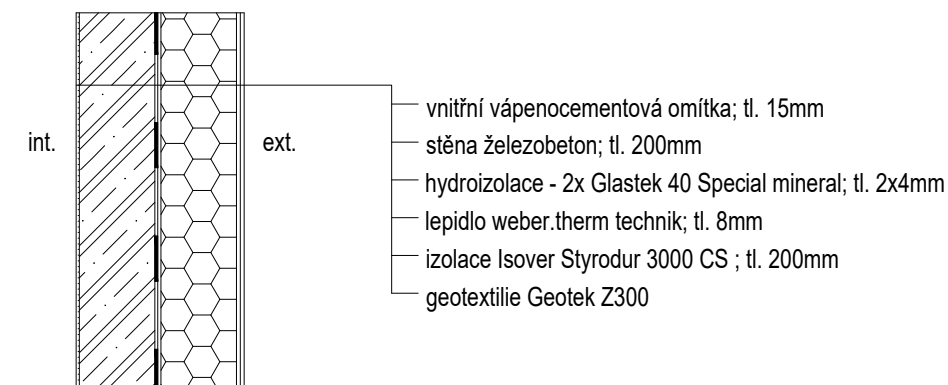 vnitřní vápenocementová omítka; tl. 15mm
int.
ext.
stěna železobeton; tl. 200mm
hydroizolace - 2x Glastek 40 Special mineral; tl. 2x4mm
lepidlo weber.therm technik; tl. 8mm
izolace Isover Styrodur 3000 CS ; tl. 200mm
geotextilie Geotek Z300